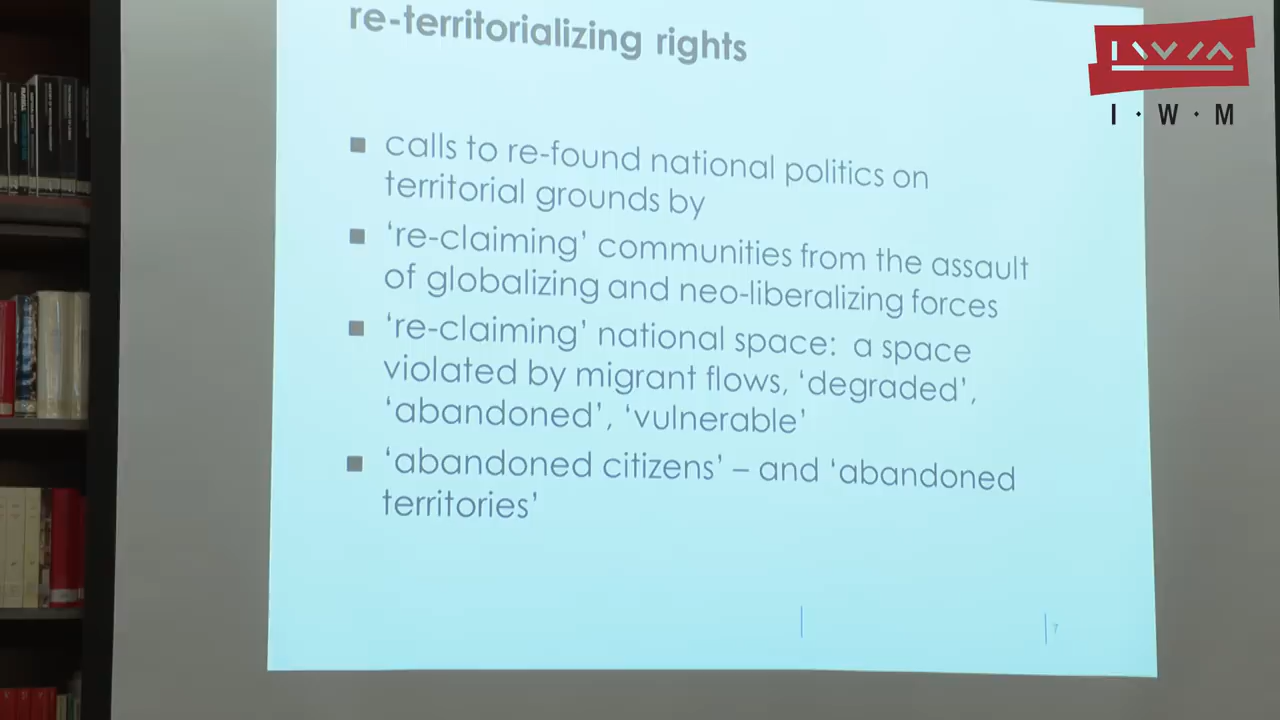 re-territorializing rights
I · W · M
■ calls to re-found national politics on
territorial grounds by
■ ‘re-claiming’ communities from the assault
of globalizing and neo-liberalizing forces
■ ‘re-claiming’ national space: a space
violated by migrant flows, ‘degraded’,
‘abandoned’, ‘vulnerable’
■ ‘abandoned citizens’ – and ‘abandoned
territories’
7